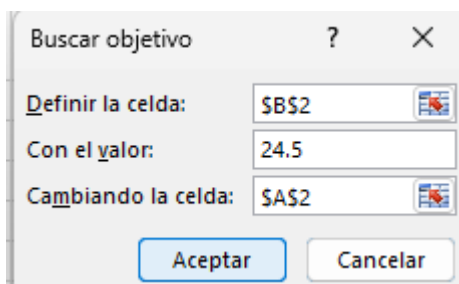 Buscar objetivo ? ×
Definir la celda: $B$2
Con el valor: 24.5
Cambiando la celda: $A$2
Aceptar Cancelar